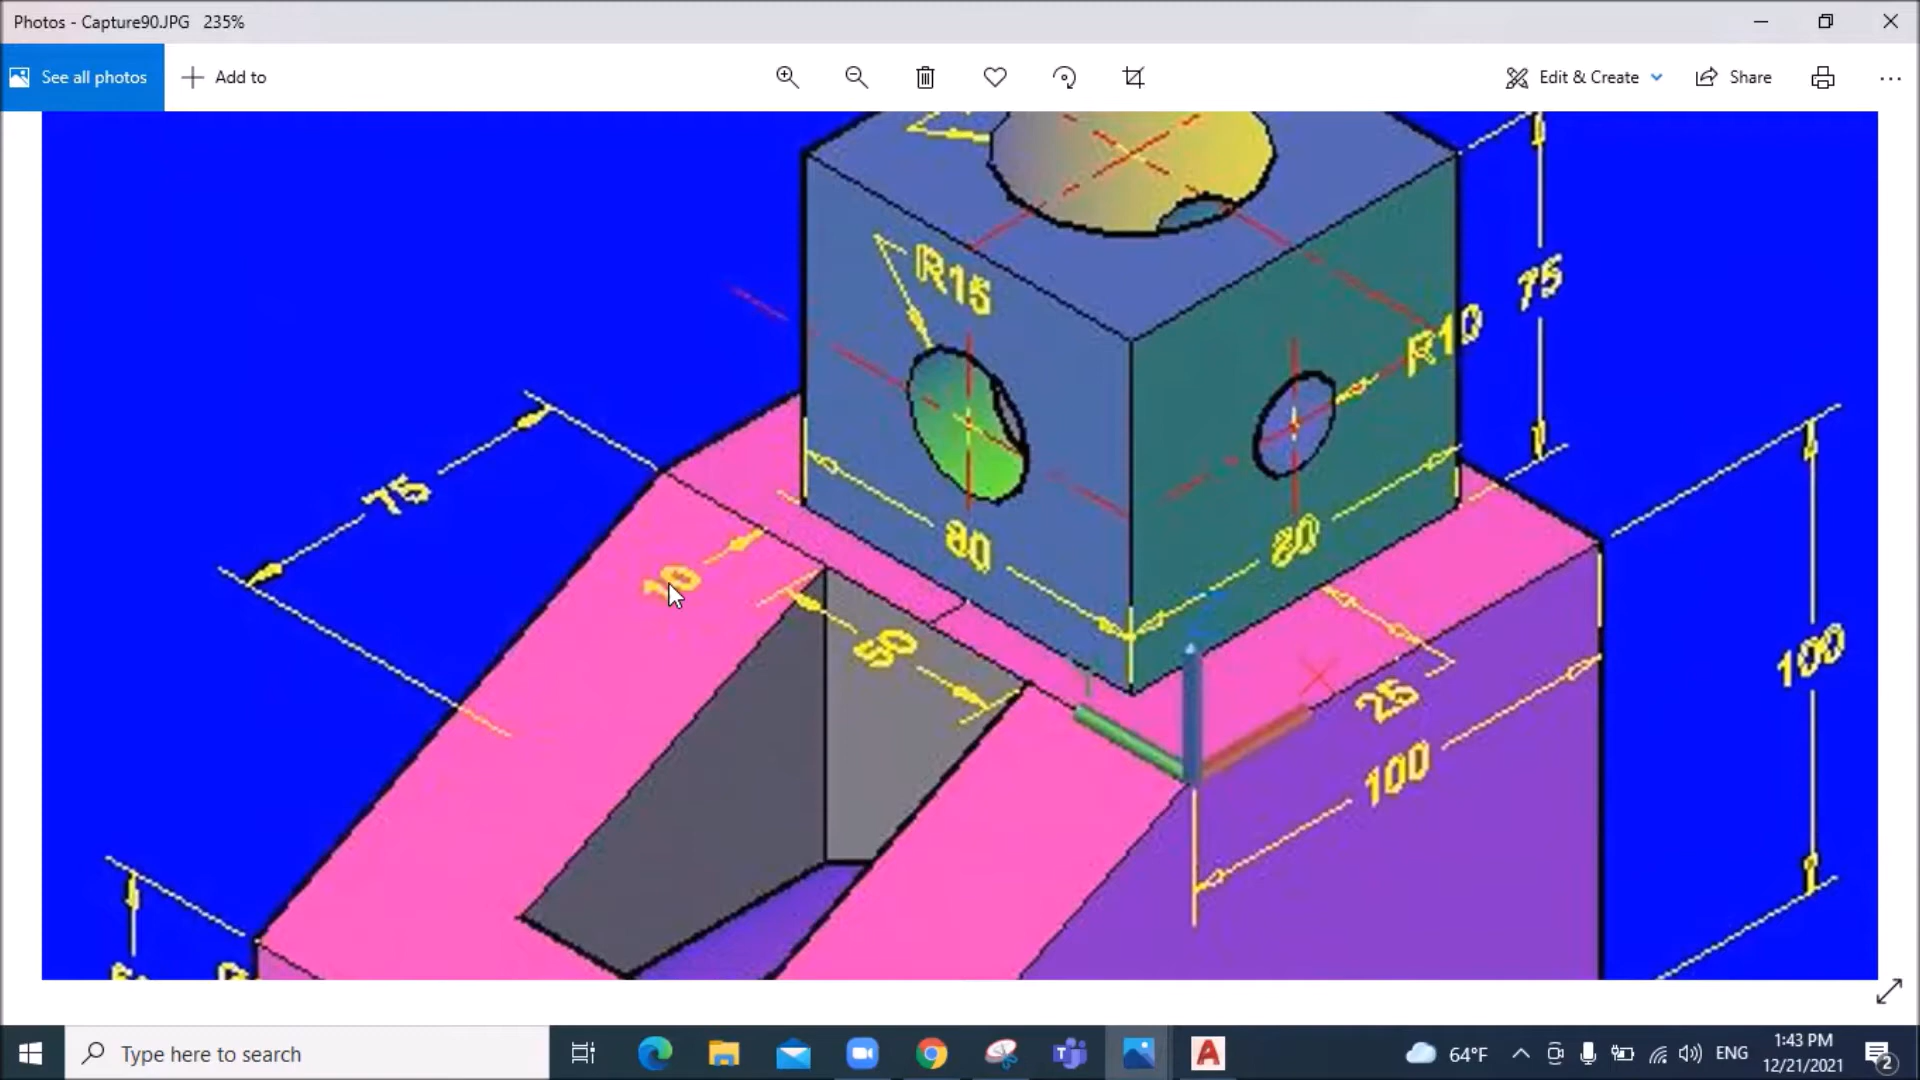 Photos - Capture90.JPG 235%
See all photos
Add to
Edit & Create
Share
R15
75
R10
75
80
80
10
50
25
100
100
Type here to search
64°F
ENG
1:43 PM
12/21/2021
2